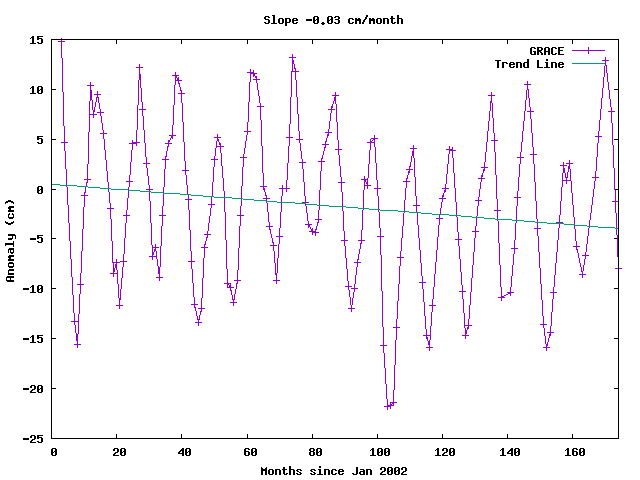 Slope -0.03 cm/month
GRACE
Trend Line
15
10
5
0
-5
-10
-15
-20
-25
Anomaly (cm)
0 20 40 60 80 100 120 140 160
Months since Jan 2002